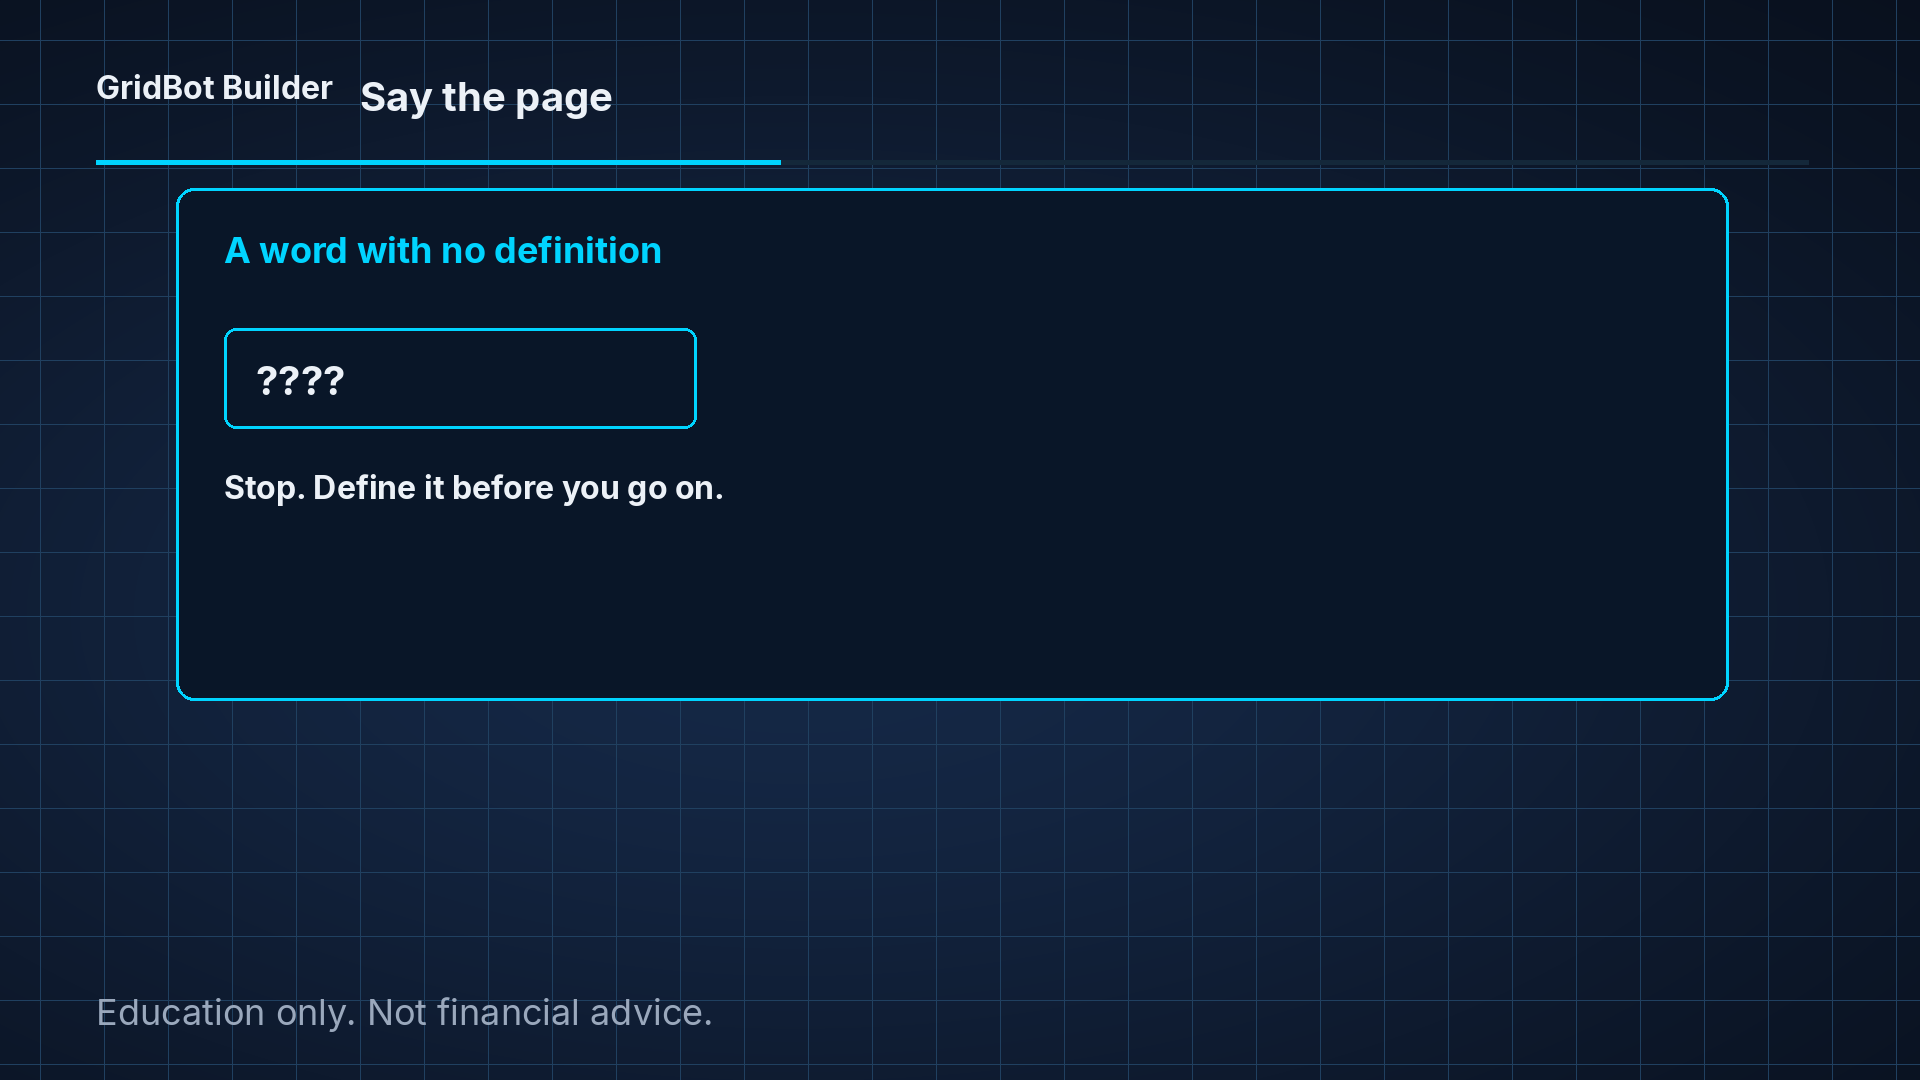 GridBot Builder
Say the page
A word with no definition
????
Stop. Define it before you go on.
Education only. Not financial advice.